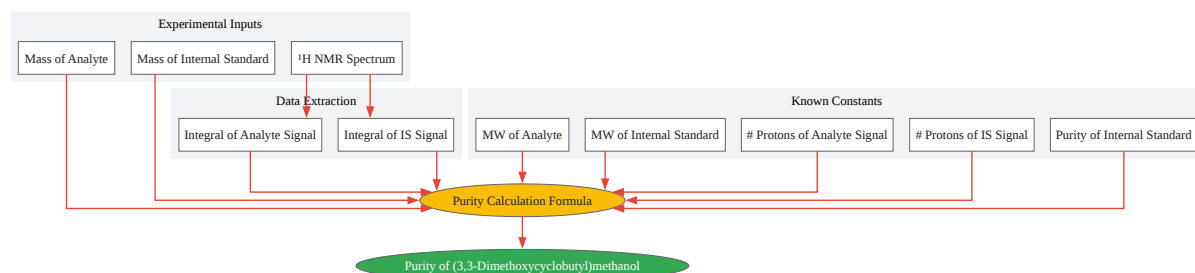 Experimental Inputs
Mass of Analyte
Mass of Internal Standard
¹H NMR Spectrum
Data Extraction
Known Constants
Integral of Analyte Signal
Integral of IS Signal
MW of Analyte
MW of Internal Standard
# Protons of Analyte Signal
# Protons of IS Signal
Purity of Internal Standard
Purity Calculation Formula
Purity of (3,3-Dimethoxycyclobutyl)methanol